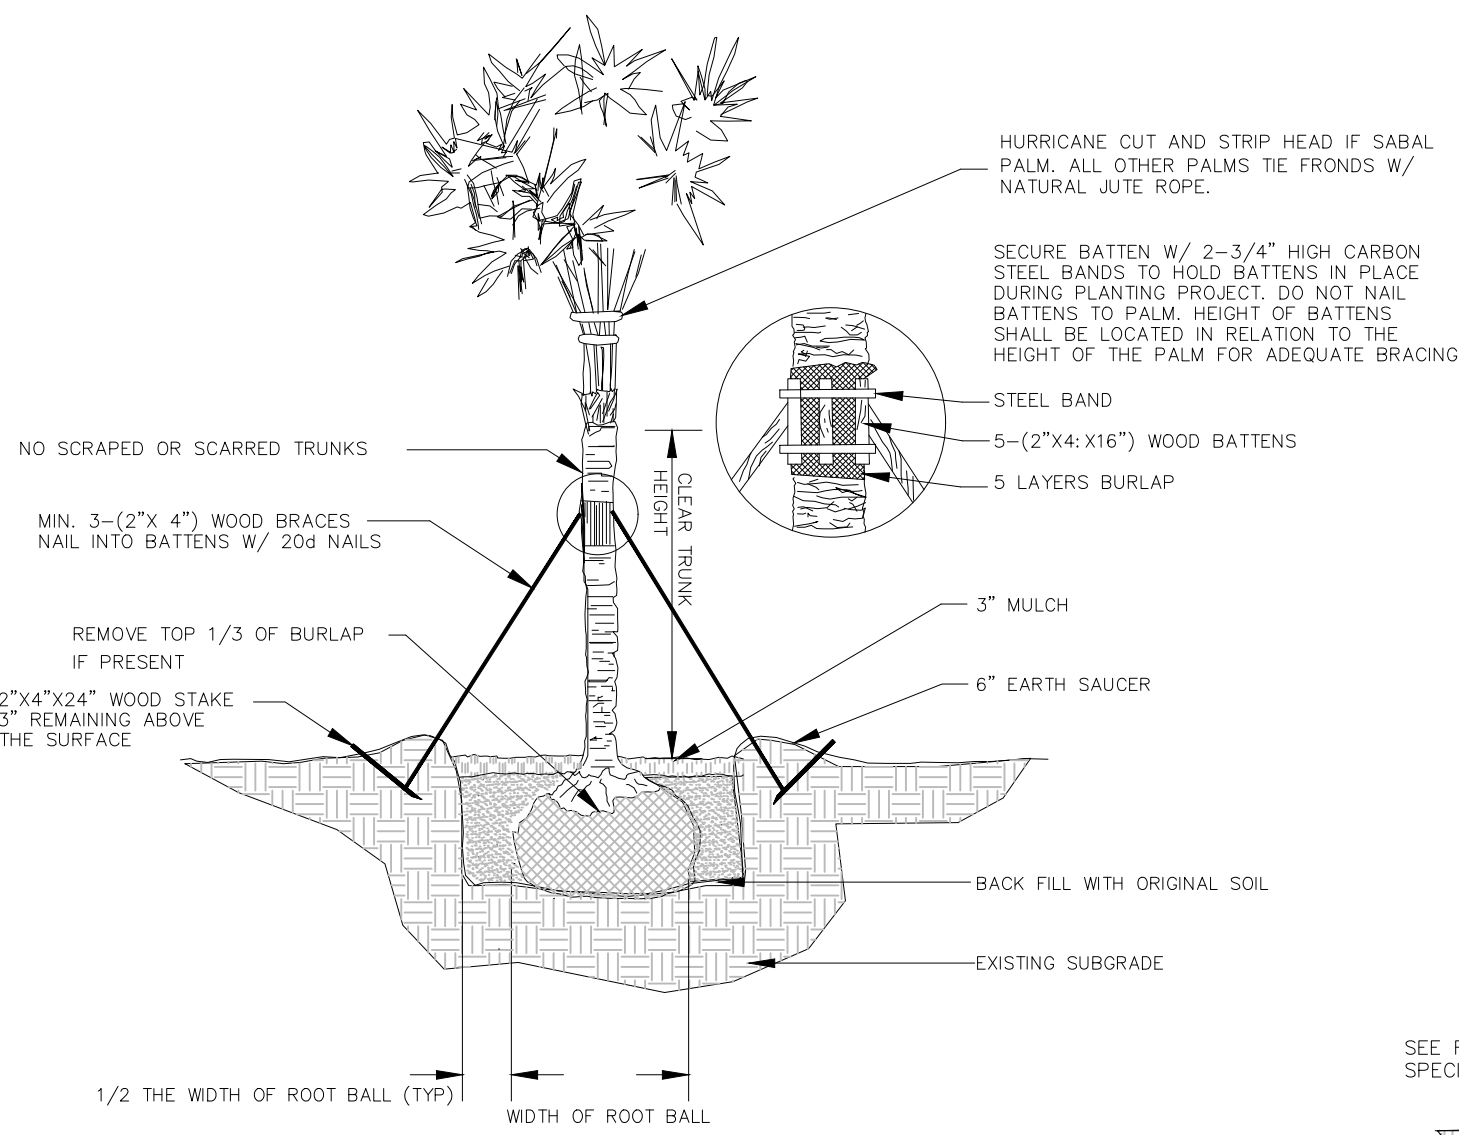 HURRICANE CUT AND STRIP HEAD IF SABAL
PALM. ALL OTHER PALMS TIE FRONDS W/
NATURAL JUTE ROPE.
SECURE BATTEN W/ 2-3/4" HIGH CARBON
STEEL BANDS TO HOLD BATTENS IN PLACE
DURING PLANTING PROJECT. DO NOT NAIL
BATTENS TO PALM. HEIGHT OF BATTENS
SHALL BE LOCATED IN RELATION TO THE
HEIGHT OF THE PALM FOR ADEQUATE BRACING
STEEL BAND
5-(2"X4:X16") WOOD BATTENS
5 LAYERS BURLAP
NO SCRAPED OR SCARRED TRUNKS
CLEAR TRUNK
HEIGHT
MIN. 3-(2"X 4") WOOD BRACES
NAIL INTO BATTENS W/ 20d NAILS
3" MULCH
REMOVE TOP 1/3 OF BURLAP
IF PRESENT
6" EARTH SAUCER
2"X4"X24" WOOD STAKE
3" REMAINING ABOVE
THE SURFACE
BACK FILL WITH ORIGINAL SOIL
EXISTING SUBGRADE
1/2 THE WIDTH OF ROOT BALL (TYP)
WIDTH OF ROOT BALL
SEE